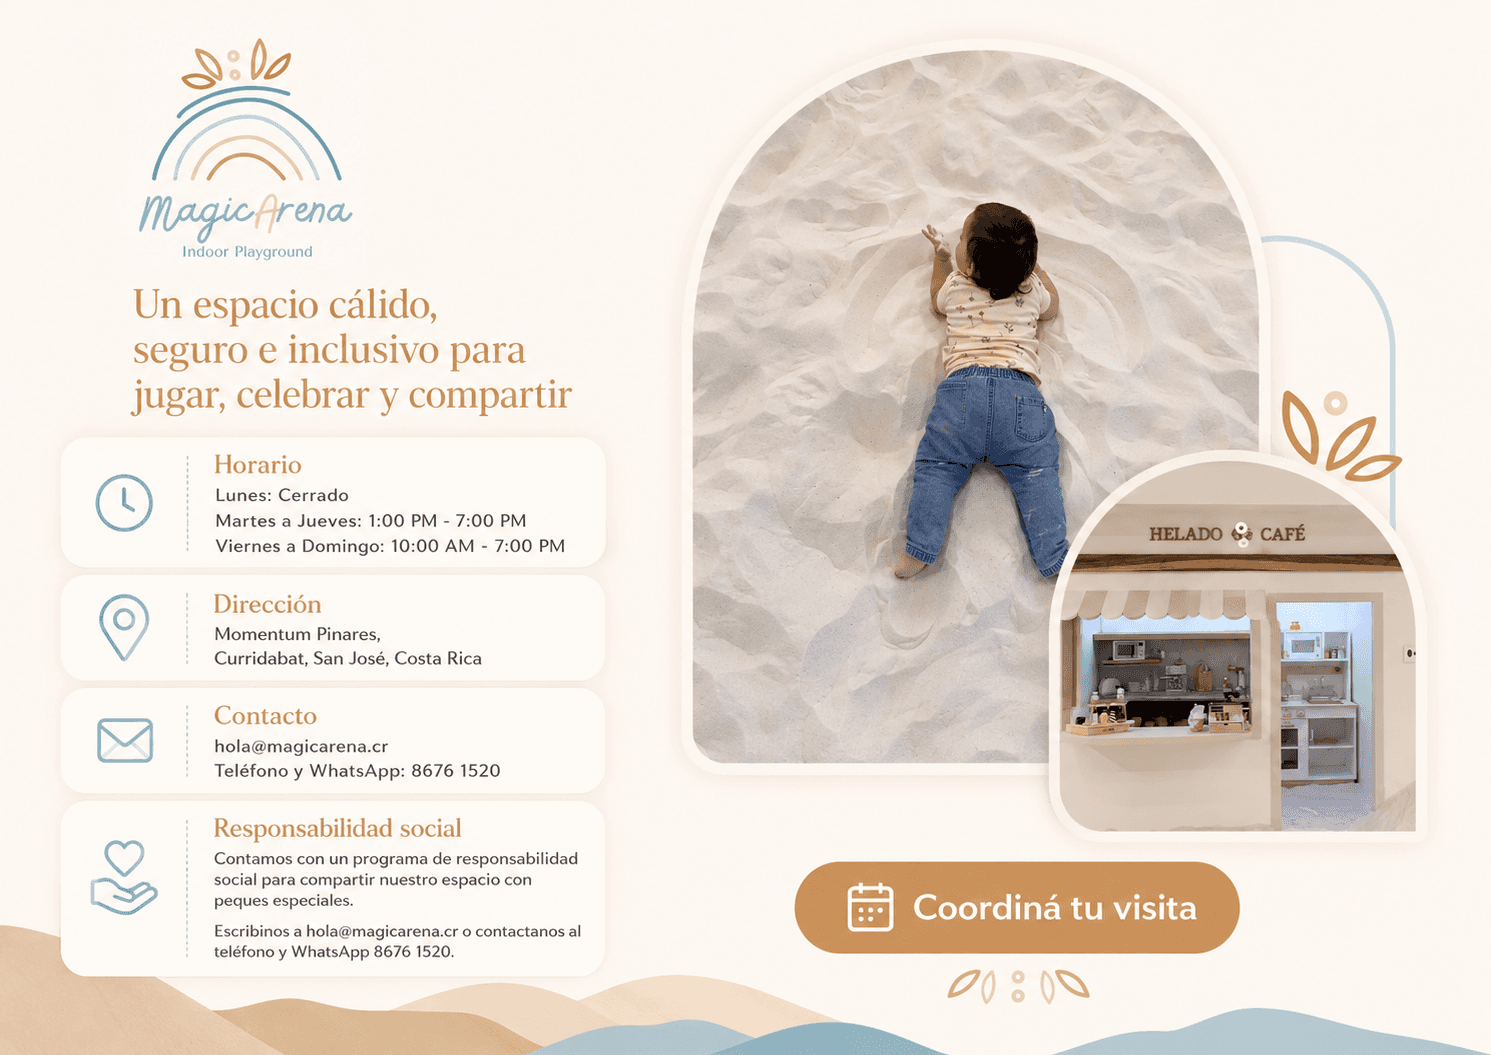 MagicArena
Indoor Playground
Un espacio cálido,
seguro e inclusivo para
jugar, celebrar y compartir
Horario
Lunes: Cerrado
Martes a Jueves: 1:00 PM - 7:00 PM
Viernes a Domingo: 10:00 AM - 7:00 PM
Dirección
Momentum Pinares,
Curridabat, San José, Costa Rica
Contacto
hola@magicarena.cr
Teléfono y WhatsApp: 8676 1520
Responsabilidad social
Contamos con un programa de responsabilidad
social para compartir nuestro espacio con
peques especiales.
Escribinos a hola@magicarena.cr o contactanos al
teléfono y WhatsApp 8676 1520.
HELADO CAFÉ
Coordiná tu visita